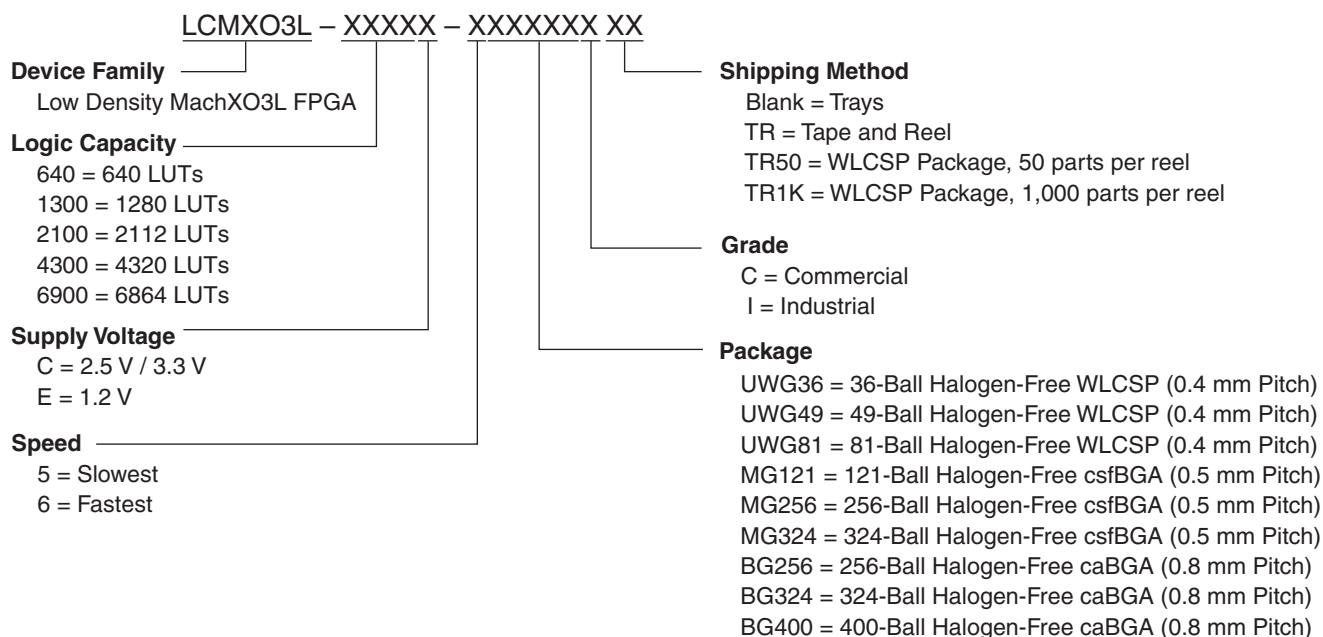 LCMXO3L – XXXXX – XXXXXXX XX
Device Family
Low Density MachXO3L FPGA
Logic Capacity
640 = 640 LUTs
1300 = 1280 LUTs
2100 = 2112 LUTs
4300 = 4320 LUTs
6900 = 6864 LUTs
Supply Voltage
C = 2.5 V / 3.3 V
E = 1.2 V
Speed
5 = Slowest
6 = Fastest
Shipping Method
Blank = Trays
TR = Tape and Reel
TR50 = WLCSP Package, 50 parts per reel
TR1K = WLCSP Package, 1,000 parts per reel
Grade
C = Commercial
I = Industrial
Package
UWG36 = 36-Ball Halogen-Free WLCSP (0.4 mm Pitch)
UWG49 = 49-Ball Halogen-Free WLCSP (0.4 mm Pitch)
UWG81 = 81-Ball Halogen-Free WLCSP (0.4 mm Pitch)
MG121 = 121-Ball Halogen-Free csfBGA (0.5 mm Pitch)
MG256 = 256-Ball Halogen-Free csfBGA (0.5 mm Pitch)
MG324 = 324-Ball Halogen-Free csfBGA (0.5 mm Pitch)
BG256 = 256-Ball Halogen-Free caBGA (0.8 mm Pitch)
BG324 = 324-Ball Halogen-Free caBGA (0.8 mm Pitch)
BG400 = 400-Ball Halogen-Free caBGA (0.8 mm Pitch)